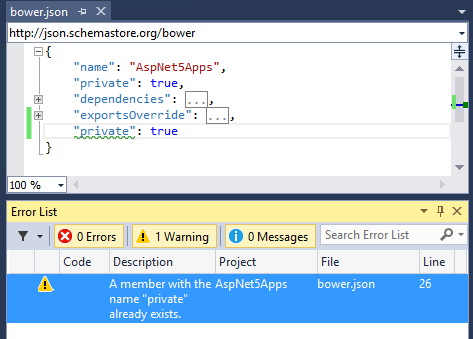 bower.json
http://json.schemastore.org/bower
{
"name": "AspNet5Apps",
"private": true,
"dependencies": ...,
"exportsOverride": ...,
"private": true
}
100 %
Error List
0 Errors
1 Warning
0 Messages
Search Error List
Code Description Project File Line
A member with the AspNet5Apps bower.json 26
name "private"
already exists.